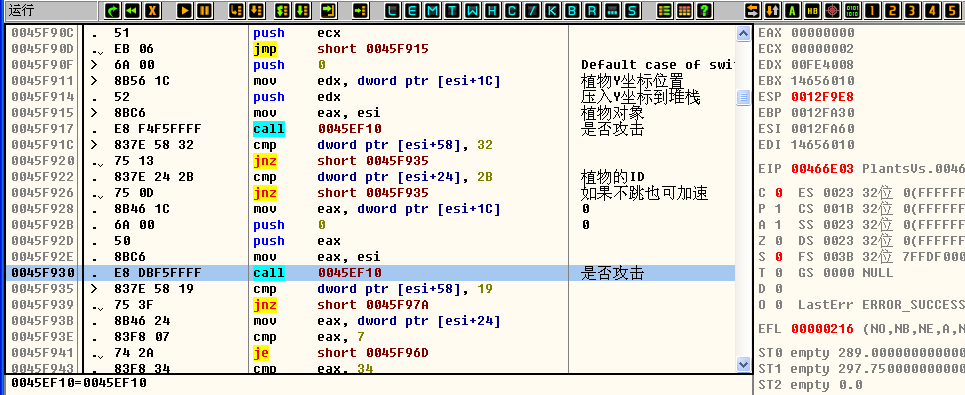 运行
L E M T W H C / K B R ... S
A HB 1 2 3 4 5
0045F90C . 51 push ecx
0045F90D . EB 06 jmp short 0045F915
0045F90F > 6A 00 push 0 Default case of swi
0045F911 > 8B56 1C mov edx, dword ptr [esi+1C] 植物Y坐标位置
0045F914 . 52 push edx 压入Y坐标到堆栈
0045F915 > 8BC6 mov eax, esi 植物对象
0045F917 . E8 F4F5FFFF call 0045EF10 是否攻击
0045F91C > 837E 58 32 cmp dword ptr [esi+58], 32
0045F920 . 75 13 jnz short 0045F935
0045F922 . 837E 24 2B cmp dword ptr [esi+24], 2B 植物的ID
0045F926 . 75 0D jnz short 0045F935 如果不跳也可加速
0045F928 . 8B46 1C mov eax, dword ptr [esi+1C] 0
0045F92B . 6A 00 push 0 0
0045F92D . 50 push eax
0045F92E . 8BC6 mov eax, esi
0045F930 . E8 DBF5FFFF call 0045EF10 是否攻击
0045F935 > 837E 58 19 cmp dword ptr [esi+58], 19
0045F939 . 75 3F jnz short 0045F97A
0045F93B . 8B46 24 mov eax, dword ptr [esi+24]
0045F93E . 83F8 07 cmp eax, 7
0045F941 . 74 2A je short 0045F96D
0045F943 . 83F8 34 cmp eax, 34
0045EF10=0045EF10
EAX 00000000
ECX 00000002
EDX 00FE4008
EBX 14656010
ESP 0012F9E8
EBP 0012FA30
ESI 0012FA60
EDI 14656010
EIP 00466E03 PlantsVs.0046
C 0 ES 0023 32位 0(FFFFFF
P 1 CS 001B 32位 0(FFFFFF
A 1 SS 0023 32位 0(FFFFFF
Z 0 DS 0023 32位 0(FFFFFF
S 0 FS 003B 32位 7FFDF000
T 0 GS 0000 NULL
D 0
O 0 LastErr ERROR_SUCCESS
EFL 00000216 (NO,NB,NE,A,N
ST0 empty 289.000000000000
ST1 empty 297.750000000000
ST2 empty 0.0